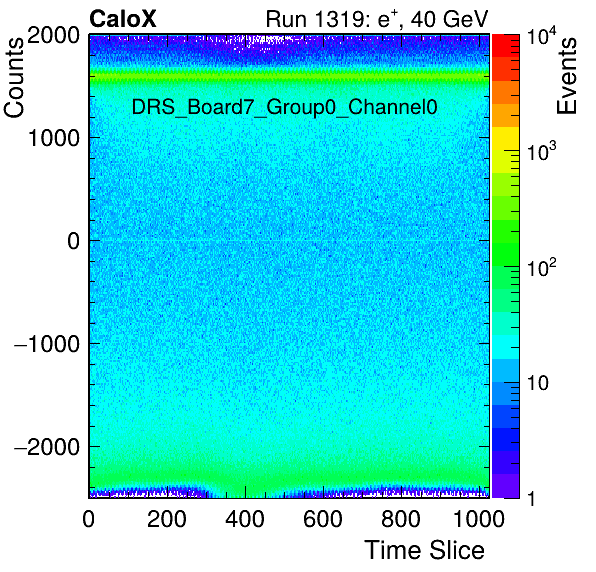 CaloX Run 1319: e⁺, 40 GeV
Counts
Events
DRS_Board7_Group0_Channel0
2000
1000
0
−1000
−2000
0 200 400 600 800 1000
Time Slice
10⁴
10³
10²
10
1